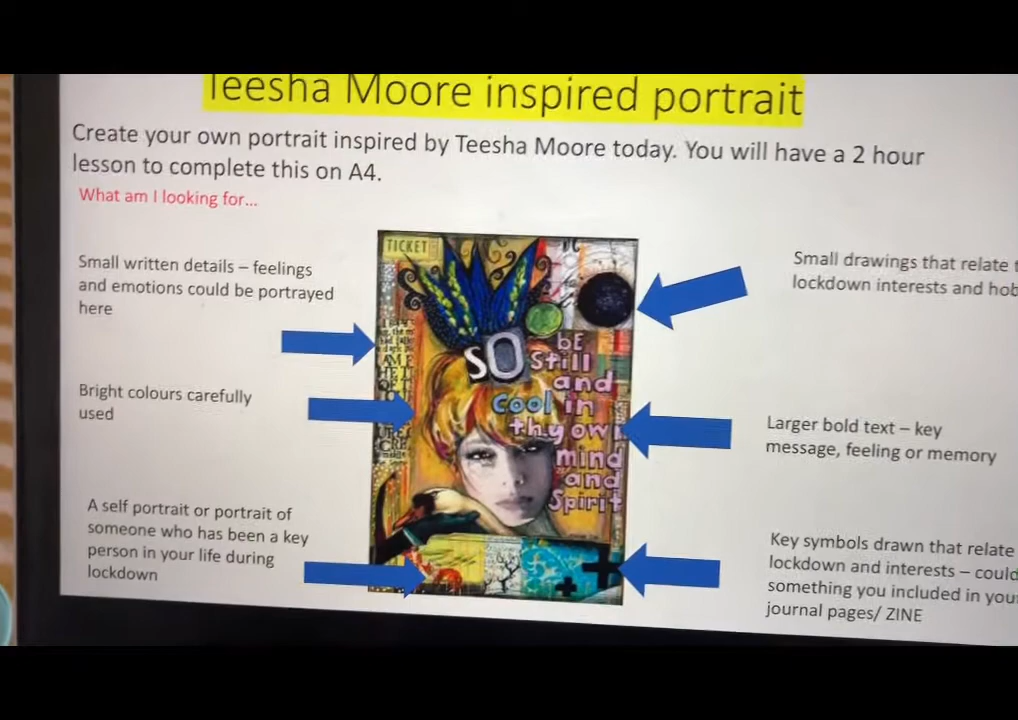 Teesha Moore inspired portrait
Create your own portrait inspired by Teesha Moore today. You will have a 2 hour
lesson to complete this on A4.
What am I looking for...
Small written details – feelings
and emotions could be portrayed
here
Bright colours carefully
used
A self portrait or portrait of
someone who has been a key
person in your life during
lockdown
TICKET
SO
bE
Still
and
cool in
thy own
mind
and
Spirit
Small drawings that relate
lockdown interests and
Larger bold text – key
message, feeling or memory
Key symbols drawn that relate
lockdown and interests – could
something you included in
journal pages/ ZINE